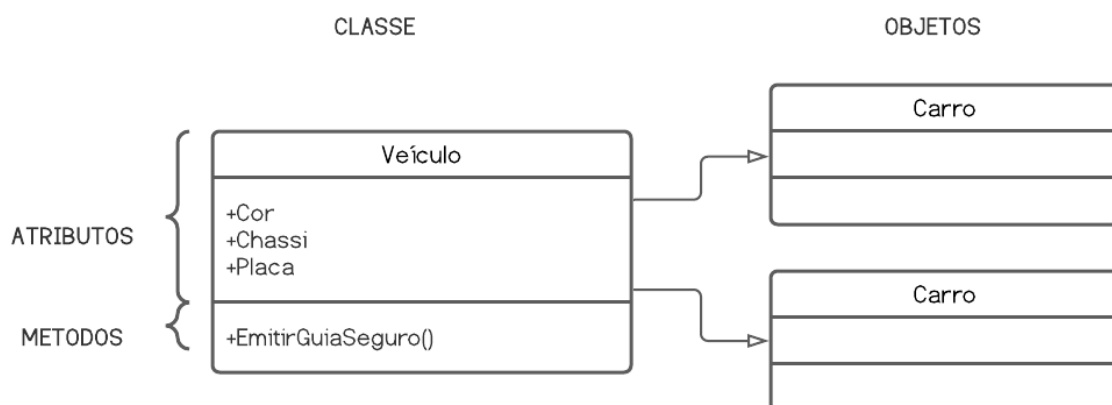 CLASSE
OBJETOS
Carro
Veículo
ATRIBUTOS
+Cor
+Chassi
+Placa
Carro
METODOS
+EmitirGuiaSeguro()